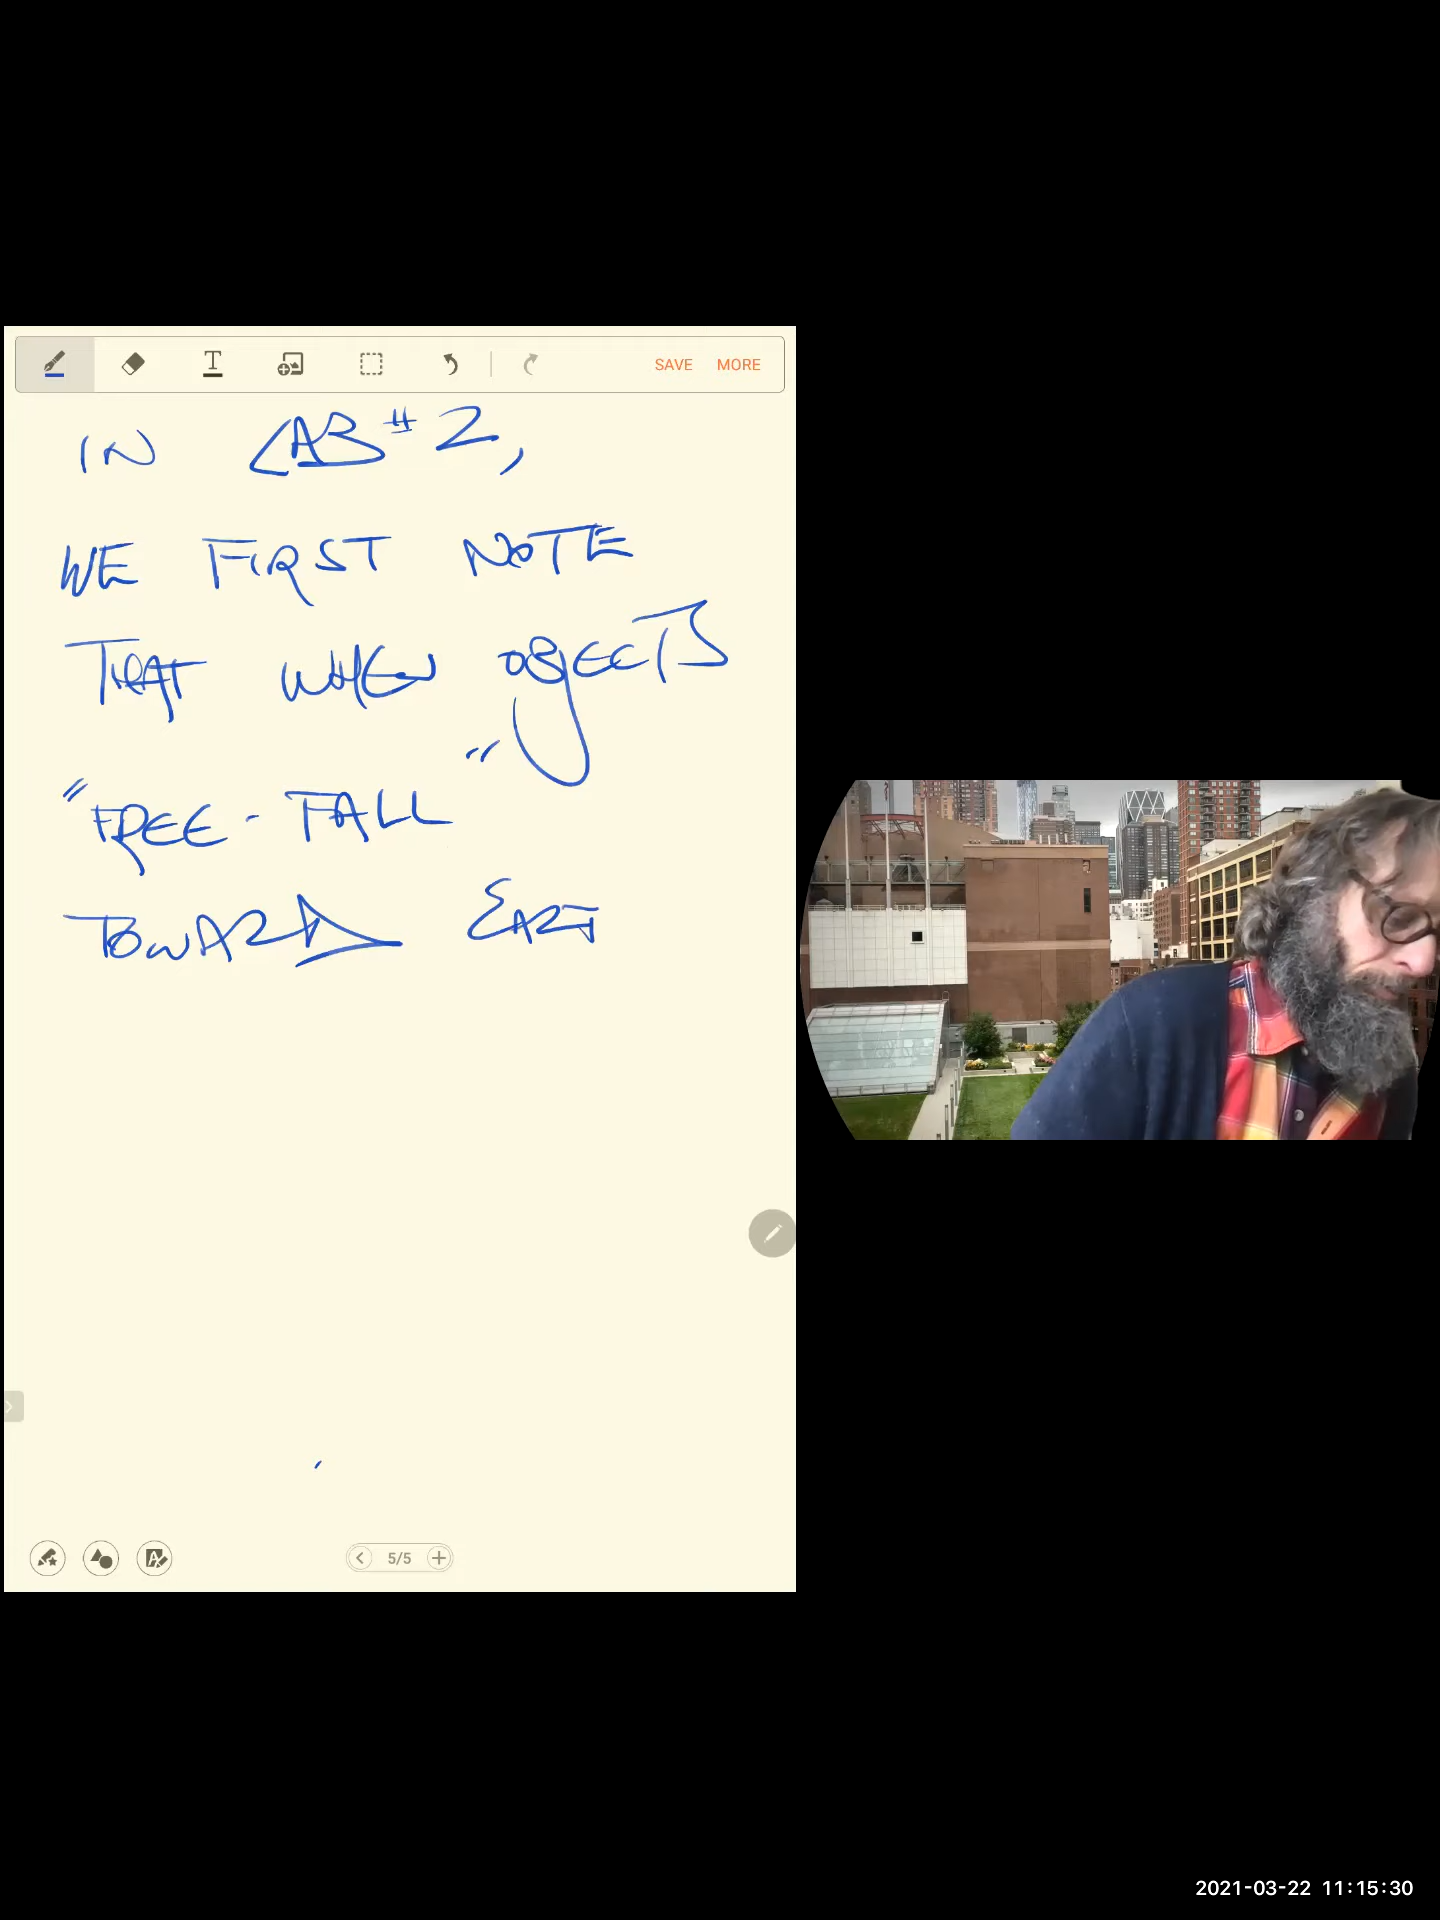 SAVE MORE
IN LAB #2,
WE FIRST NOTE
THAT WHEN OBJECTS
"FREE-FALL"
TOWARD EART
5/5
2021-03-22 11:15:30